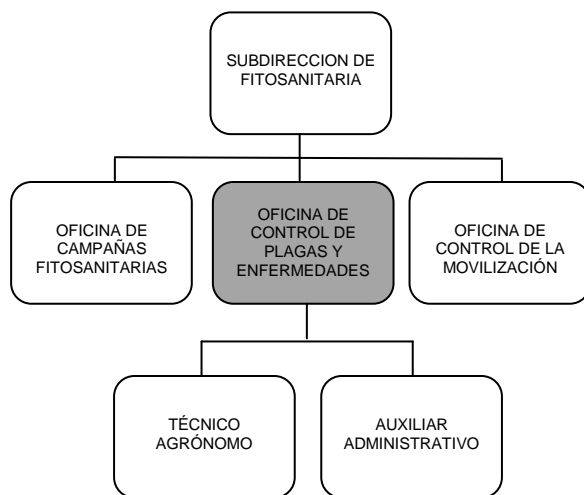 SUBDIRECCION DE
FITOSANITARIA
OFICINA DE
CAMPAÑAS
FITOSANITARIAS
OFICINA DE
CONTROL DE
PLAGAS Y
ENFERMEDADES
OFICINA DE
CONTROL DE LA
MOVILIZACIÓN
TÉCNICO
AGRÓNOMO
AUXILIAR
ADMINISTRATIVO